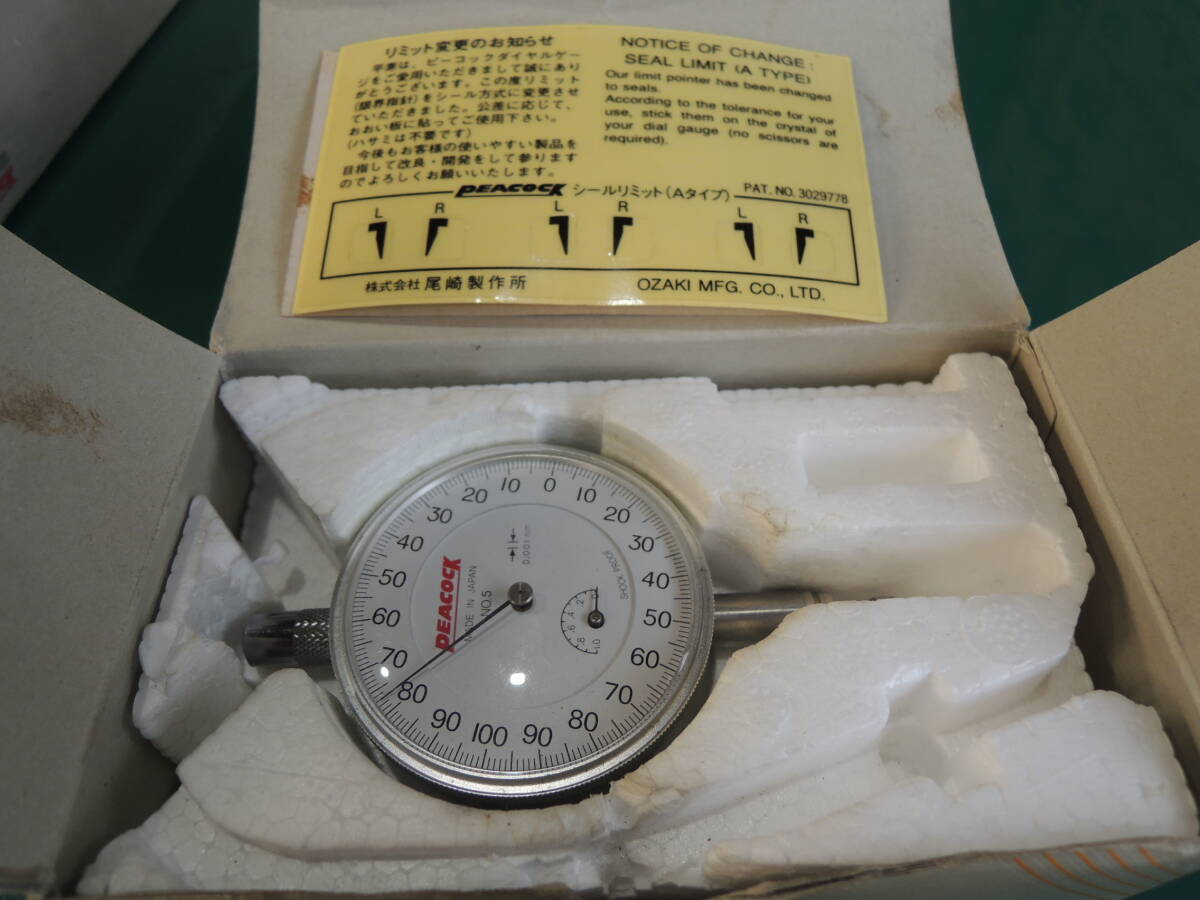 リミット変更のお知らせ
平素は、ピーコックダイヤルゲー
ジをご愛用いただきまして誠にあり
がとうございます。この度リミット
(限界指針)をシール方式に変更させ
ていただきました。公差に応じて、
おおい板に貼ってご使用下さい。
(ハサミは不要です)
今後もお客様の使いやすい製品を
目指して改良・開発をして参ります
のでよろしくお願いいたします。
NOTICE OF CHANGE:
SEAL LIMIT (A TYPE)
Our limit pointer has been changed
to seals.
According to the tolerance for your
use, stick them on the crystal of
your dial gauge (no scissors are
required).
PEACOCK シールリミット(Aタイプ) PAT. NO. 3029778
L R L R L R
株式会社 尾崎製作所 OZAKI MFG. CO., LTD.
0 10 20 30 40 50 60 70 80 90 100 90 80 70 60 50 40 30 20 10
0.001mm
PEACOCK
MADE IN JAPAN
NO.5
SHOCK PROOF
0 .2 .4 .6 .8 1.0